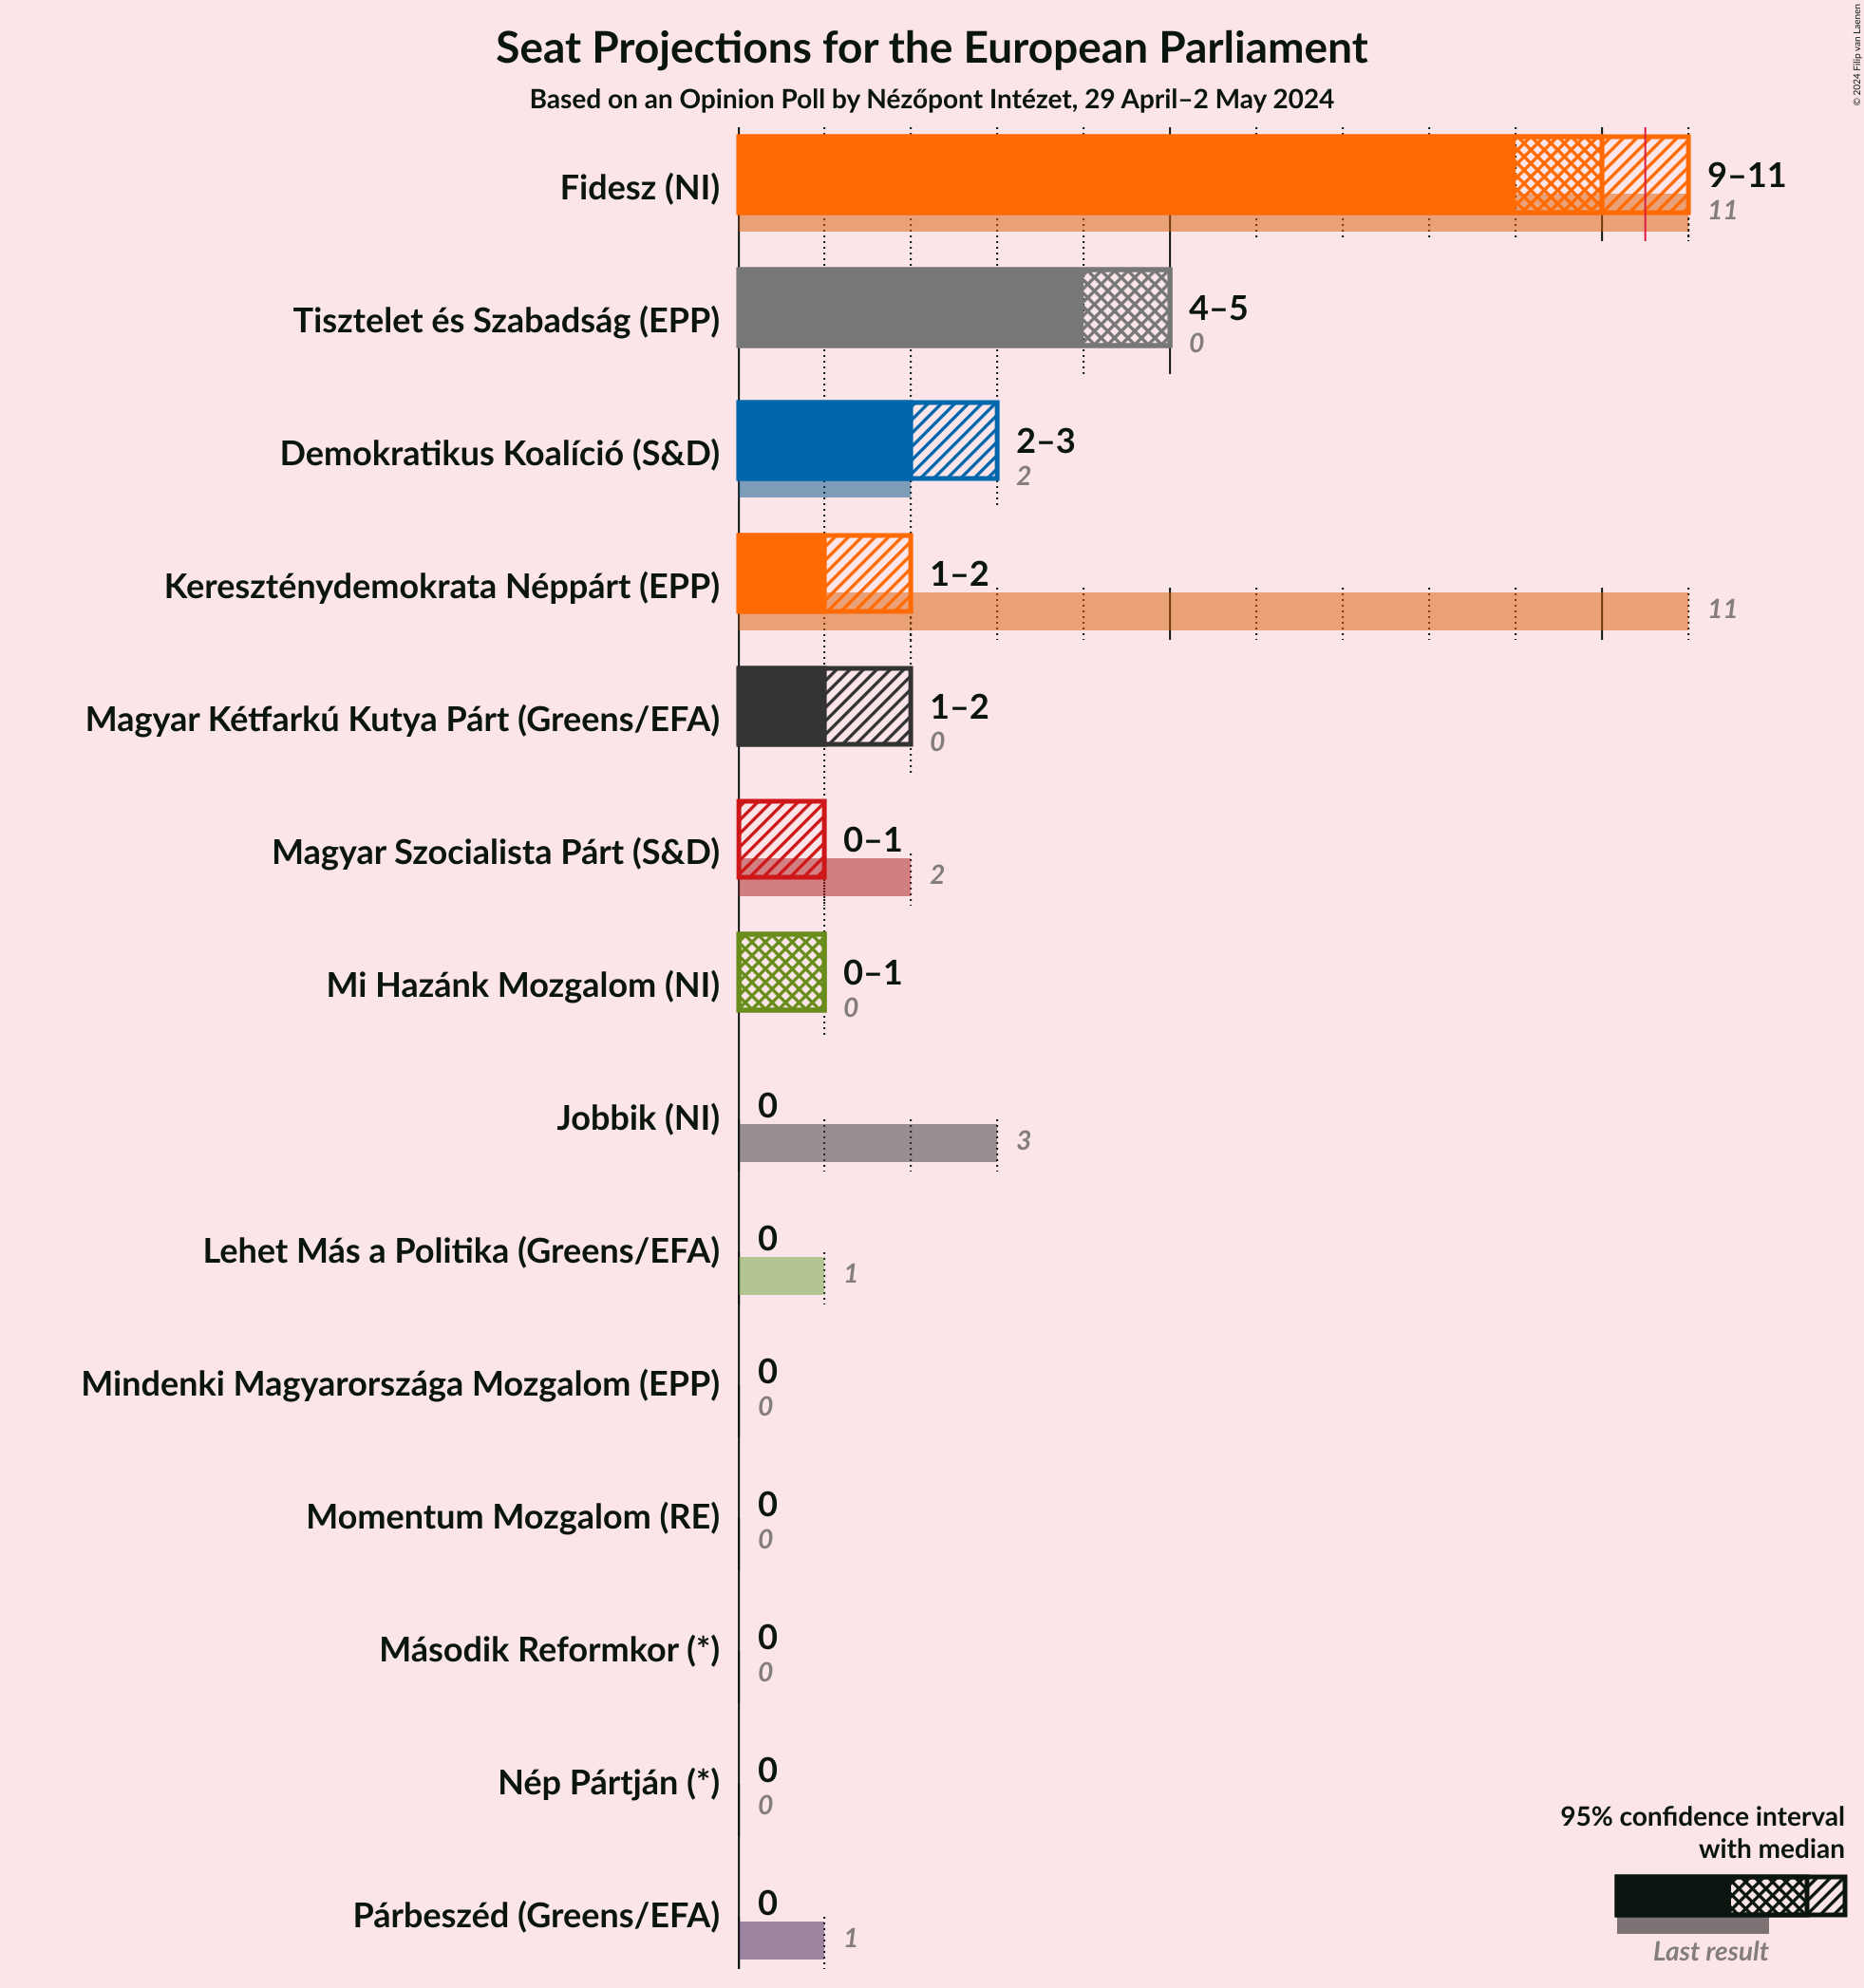 Seat Projections for the European Parliament
Based on an Opinion Poll by Nézőpont Intézet, 29 April–2 May 2024
© 2024 Filip van Laenen
Fidesz (NI)
9–11
11
Tisztelet és Szabadság (EPP)
4–5
0
Demokratikus Koalíció (S&D)
2–3
2
Kereszténydemokrata Néppárt (EPP)
1–2
11
Magyar Kétfarkú Kutya Párt (Greens/EFA)
1–2
0
Magyar Szocialista Párt (S&D)
0–1
2
Mi Hazánk Mozgalom (NI)
0–1
0
Jobbik (NI)
0
3
Lehet Más a Politika (Greens/EFA)
0
1
Mindenki Magyarországa Mozgalom (EPP)
0
0
Momentum Mozgalom (RE)
0
0
Második Reformkor (*)
0
0
Nép Pártján (*)
0
0
Párbeszéd (Greens/EFA)
0
1
95% confidence interval
with median
Last result